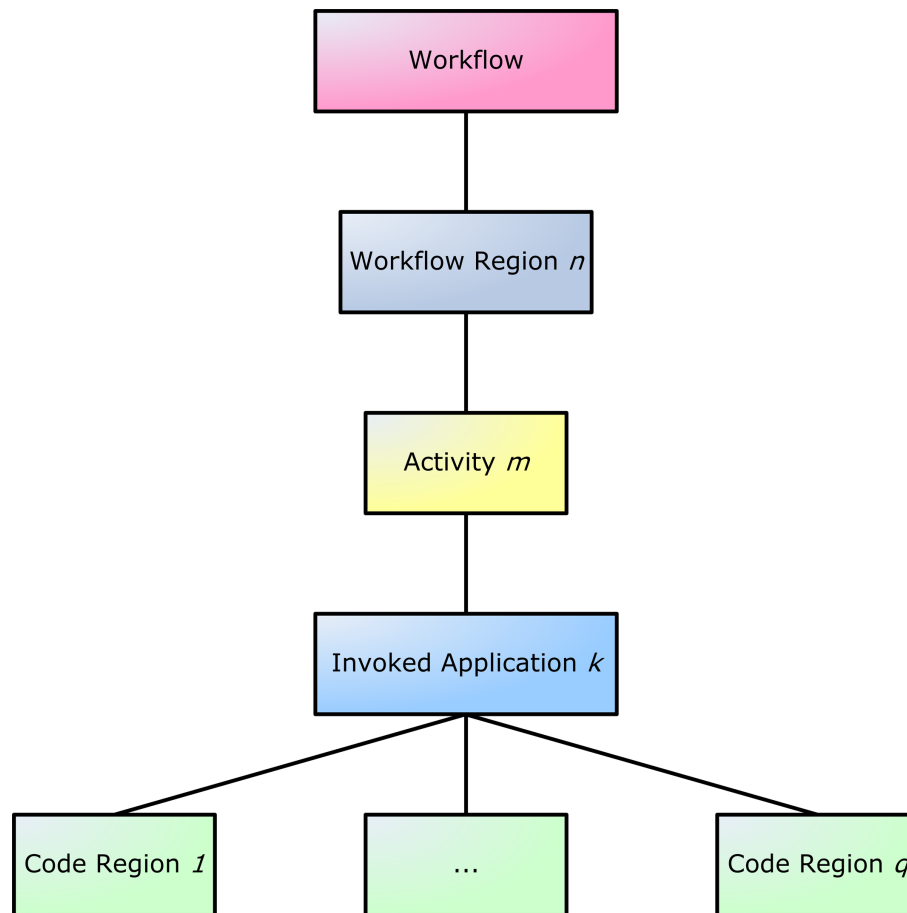 Workflow
Workflow Region n
Activity m
Invoked Application k
Code Region 1
...
Code Region q